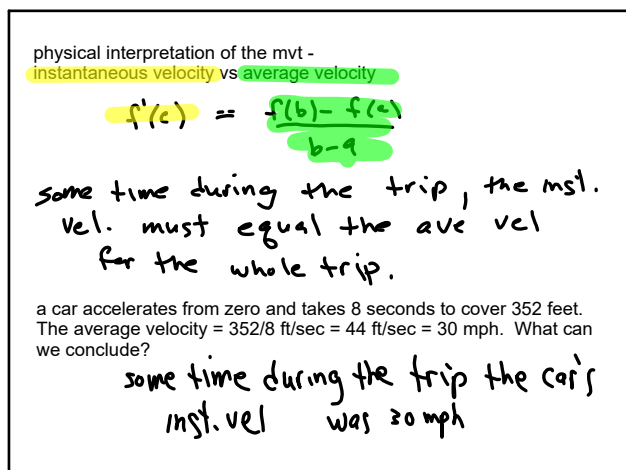 physical interpretation of the mvt -
instantaneous velocity vs average velocity
f'(c) = f(b) - f(a) / b-a
some time during the trip, the inst.
vel. must equal the ave vel
for the whole trip.
a car accelerates from zero and takes 8 seconds to cover 352 feet.
The average velocity = 352/8 ft/sec = 44 ft/sec = 30 mph.  What can
we conclude?
some time during the trip the car's
inst. vel was 30 mph